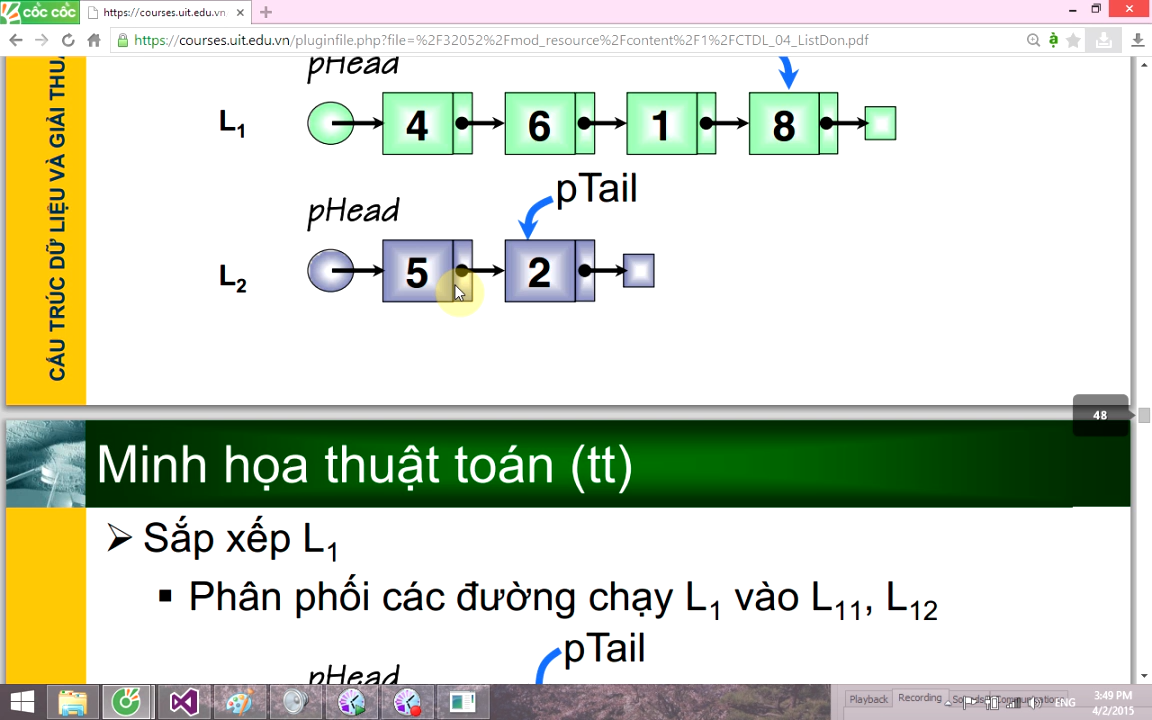 cốc cốc
https://courses.uit.edu.vn/
https://courses.uit.edu.vn/pluginfile.php?file=%2F32052%2Fmod_resource%2Fcontent%2F1%2FCTDL_04_ListDon.pdf
CẤU TRÚC DỮ LIỆU VÀ GIẢI THU
pHead
L1
4 6 1 8
pTail
pHead
L2
5 2
48
Minh họa thuật toán (tt)
Sắp xếp L1
Phân phối các đường chạy L1 vào L11, L12
pTail
pHead
Playback
Recording
ENG
3:49 PM
4/2/2015